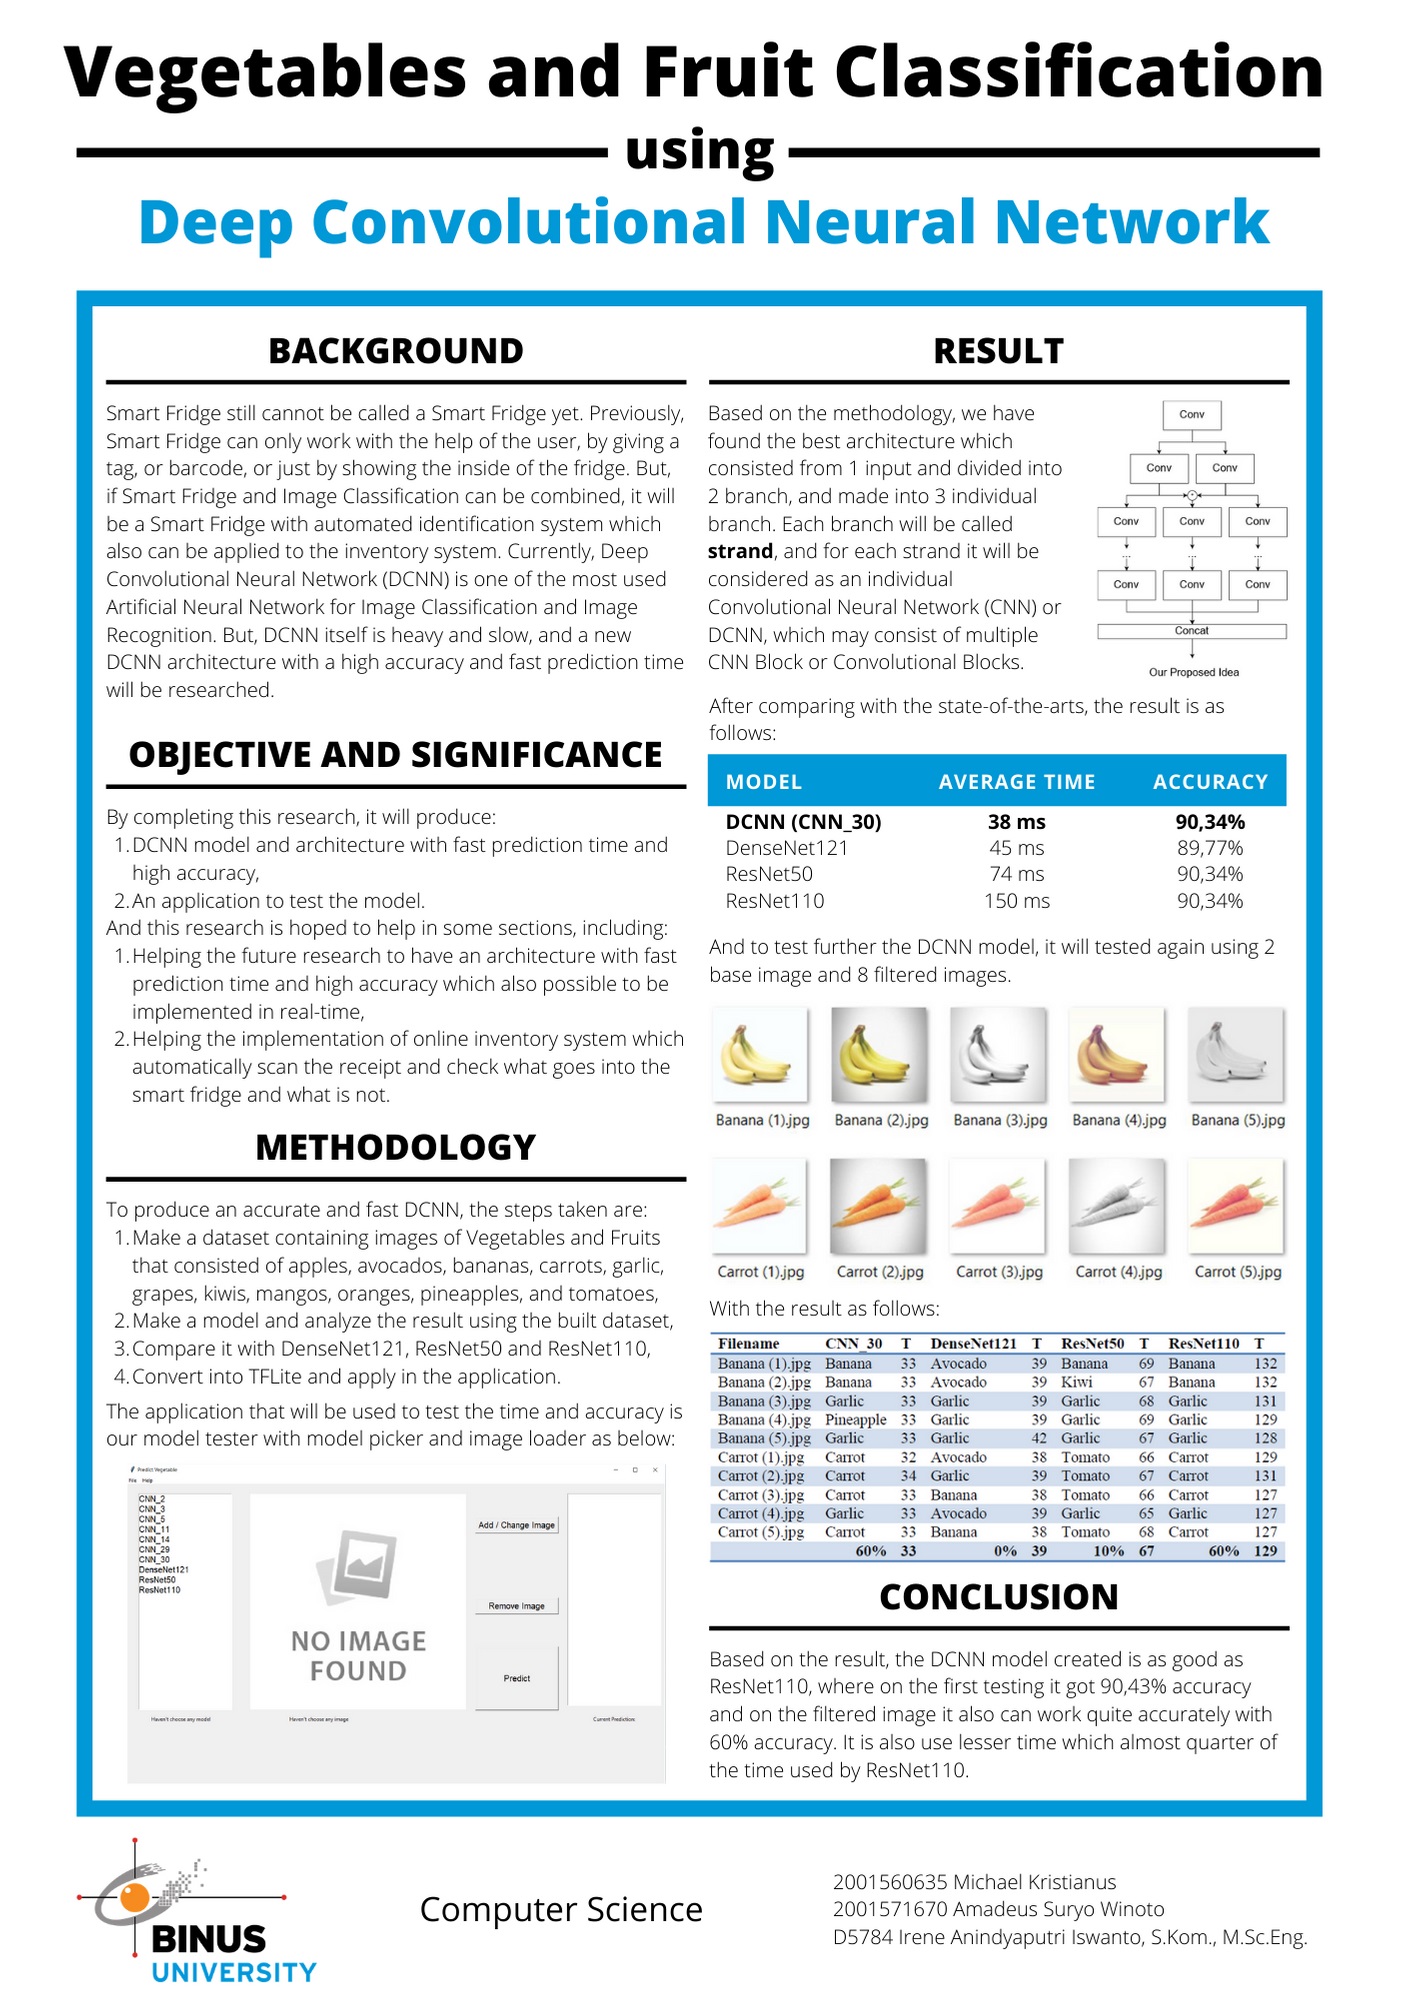 Vegetables and Fruit Classification
using
Deep Convolutional Neural Network
BACKGROUND
Smart Fridge still cannot be called a Smart Fridge yet. Previously,
Smart Fridge can only work with the help of the user, by giving a
tag, or barcode, or just by showing the inside of the fridge. But,
if Smart Fridge and Image Classification can be combined, it will
be a Smart Fridge with automated identification system which
also can be applied to the inventory system. Currently, Deep
Convolutional Neural Network (DCNN) is one of the most used
Artificial Neural Network for Image Classification and Image
Recognition. But, DCNN itself is heavy and slow, and a new
DCNN architecture with a high accuracy and fast prediction time
will be researched.
OBJECTIVE AND SIGNIFICANCE
By completing this research, it will produce:
1. DCNN model and architecture with fast prediction time and
high accuracy,
2. An application to test the model.
And this research is hoped to help in some sections, including:
1. Helping the future research to have an architecture with fast
prediction time and high accuracy which also possible to be
implemented in real-time,
2. Helping the implementation of online inventory system which
automatically scan the receipt and check what goes into the
smart fridge and what is not.
METHODOLOGY
To produce an accurate and fast DCNN, the steps taken are:
1. Make a dataset containing images of Vegetables and Fruits
that consisted of apples, avocados, bananas, carrots, garlic,
grapes, kiwis, mangos, oranges, pineapples, and tomatoes,
2. Make a model and analyze the result using the built dataset,
3. Compare it with DenseNet121, ResNet50 and ResNet110,
4. Convert into TFLite and apply in the application.
The application that will be used to test the time and accuracy is
our model tester with model picker and image loader as below:
Predict Vegetable
File Help
CNN_2
CNN_3
CNN_5
CNN_11
CNN_14
CNN_29
CNN_30
DenseNet121
ResNet50
ResNet110
NO IMAGE
FOUND
Add / Change Image
Remove Image
Predict
Haven't choose any model
Haven't choose any image
Current Prediction
RESULT
Based on the methodology, we have
found the best architecture which
consisted from 1 input and divided into
2 branch, and made into 3 individual
branch. Each branch will be called
strand, and for each strand it will be
considered as an individual
Convolutional Neural Network (CNN) or
DCNN, which may consist of multiple
CNN Block or Convolutional Blocks.
Conv
Conv Conv
Conv Conv Conv
... ... ...
Conv Conv Conv
Concat
Our Proposed Idea
After comparing with the state-of-the-arts, the result is as
follows:
MODEL AVERAGE TIME ACCURACY
DCNN (CNN_30) 38 ms 90,34%
DenseNet121 45 ms 89,77%
ResNet50 74 ms 90,34%
ResNet110 150 ms 90,34%
And to test further the DCNN model, it will tested again using 2
base image and 8 filtered images.
Banana (1).jpg Banana (2).jpg Banana (3).jpg Banana (4).jpg Banana (5).jpg
Carrot (1).jpg Carrot (2).jpg Carrot (3).jpg Carrot (4).jpg Carrot (5).jpg
With the result as follows:
Filename CNN_30 T DenseNet121 T ResNet50 T ResNet110 T
Banana (1).jpg Banana 33 Avocado 39 Banana 69 Banana 132
Banana (2).jpg Banana 33 Avocado 39 Kiwi 67 Banana 132
Banana (3).jpg Garlic 33 Garlic 39 Garlic 68 Garlic 131
Banana (4).jpg Pineapple 33 Garlic 39 Garlic 69 Garlic 129
Banana (5).jpg Garlic 33 Garlic 42 Garlic 67 Garlic 128
Carrot (1).jpg Carrot 32 Avocado 38 Tomato 66 Carrot 129
Carrot (2).jpg Carrot 34 Garlic 39 Tomato 67 Carrot 131
Carrot (3).jpg Carrot 33 Banana 38 Tomato 66 Carrot 127
Carrot (4).jpg Garlic 33 Avocado 39 Garlic 65 Garlic 127
Carrot (5).jpg Carrot 33 Banana 38 Tomato 68 Carrot 127
60% 33 0% 39 10% 67 60% 129
CONCLUSION
Based on the result, the DCNN model created is as good as
ResNet110, where on the first testing it got 90,43% accuracy
and on the filtered image it also can work quite accurately with
60% accuracy. It is also use lesser time which almost quarter of
the time used by ResNet110.
BINUS
UNIVERSITY
Computer Science
2001560635 Michael Kristianus
2001571670 Amadeus Suryo Winoto
D5784 Irene Anindyaputri Iswanto, S.Kom., M.Sc.Eng.